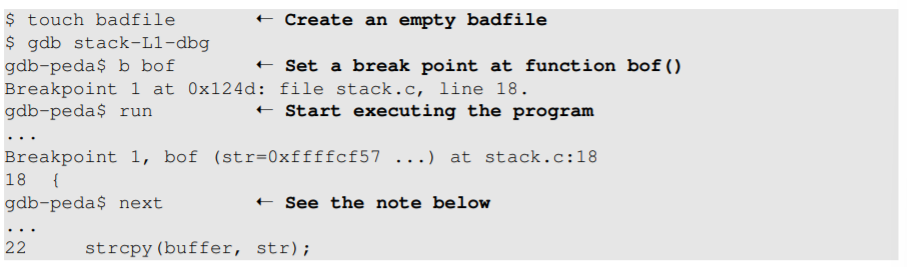 $ touch badfile ← Create an empty badfile
$ gdb stack-L1-dbg
gdb-peda$ b bof ← Set a break point at function bof()
Breakpoint 1 at 0x124d: file stack.c, line 18.
gdb-peda$ run ← Start executing the program
...
Breakpoint 1, bof (str=0xffffcf57 ...) at stack.c:18
18 {
gdb-peda$ next ← See the note below
...
22 strcpy(buffer, str);